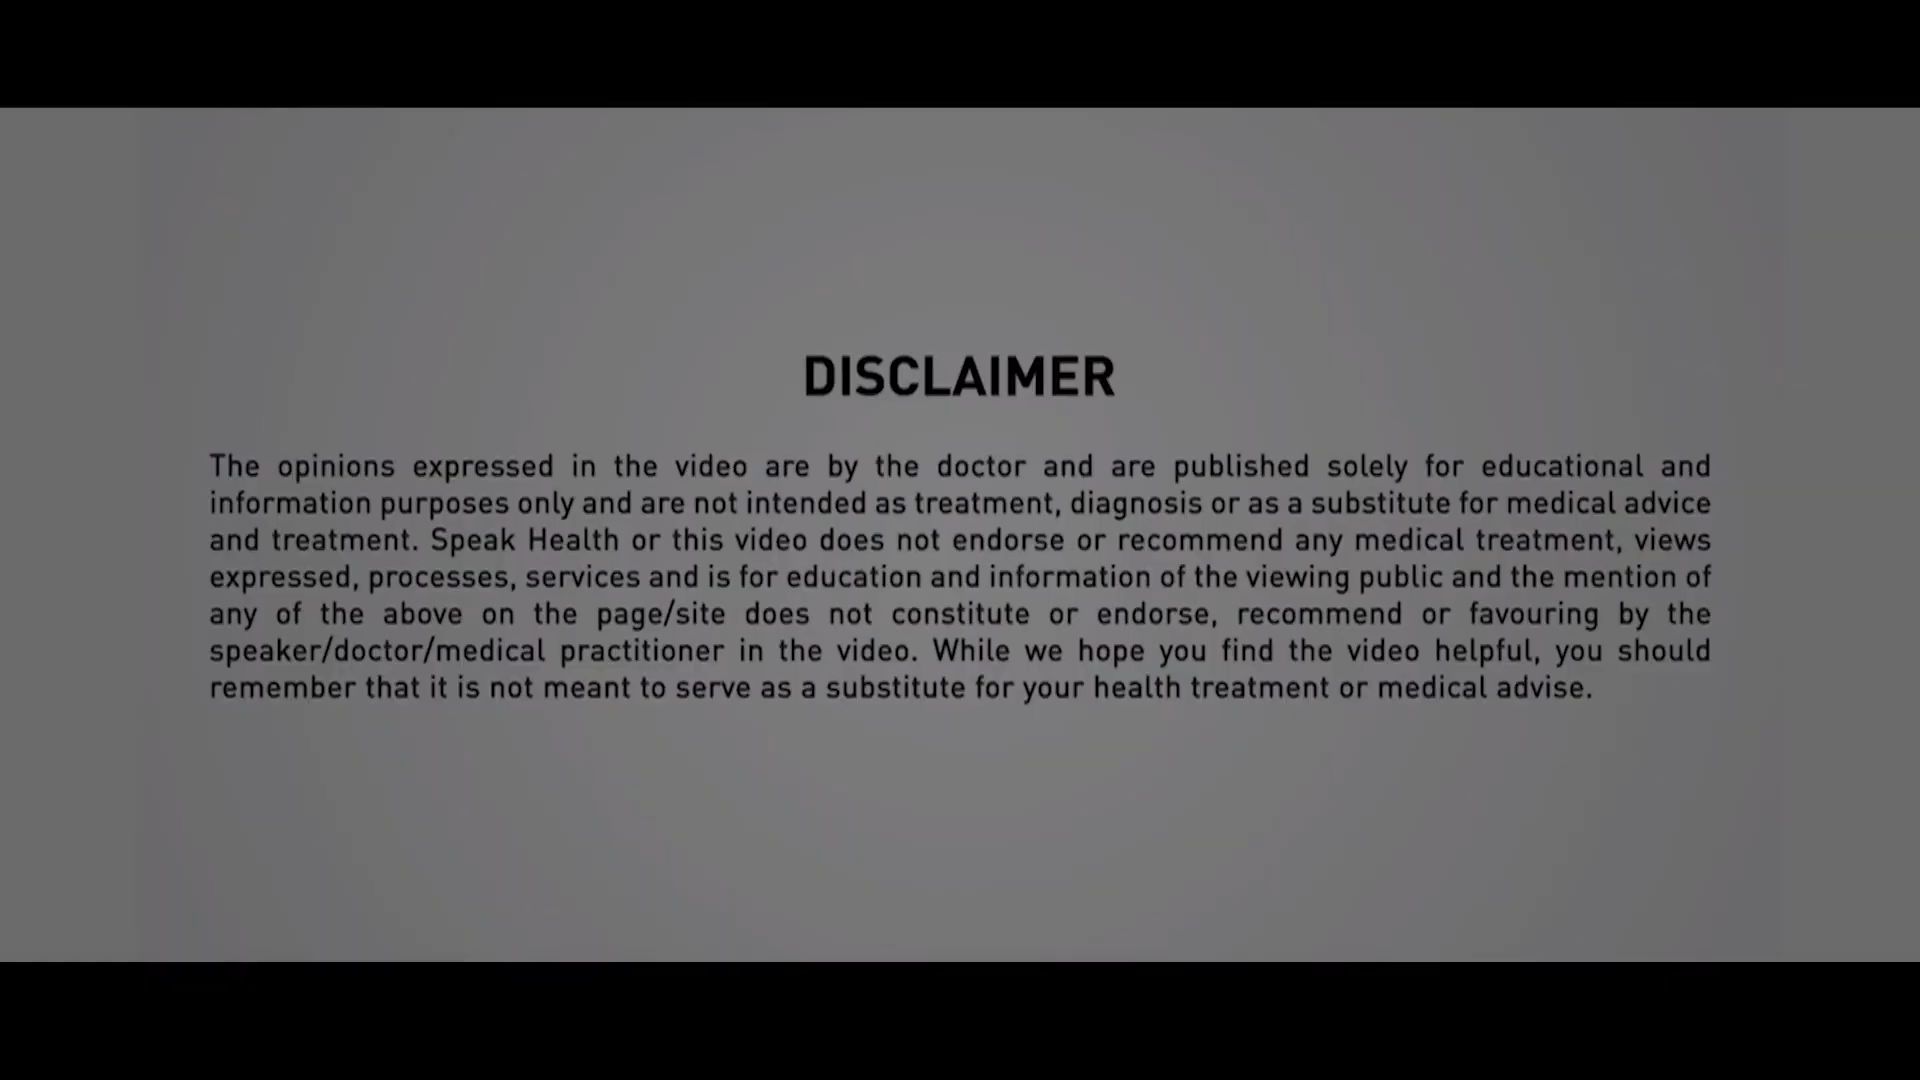 DISCLAIMER
The opinions expressed in the video are by the doctor and are published solely for educational and
information purposes only and are not intended as treatment, diagnosis or as a substitute for medical advice
and treatment. Speak Health or this video does not endorse or recommend any medical treatment, views
expressed, processes, services and is for education and information of the viewing public and the mention of
any of the above on the page/site does not constitute or endorse, recommend or favouring by the
speaker/doctor/medical practitioner in the video. While we hope you find the video helpful, you should
remember that it is not meant to serve as a substitute for your health treatment or medical advise.